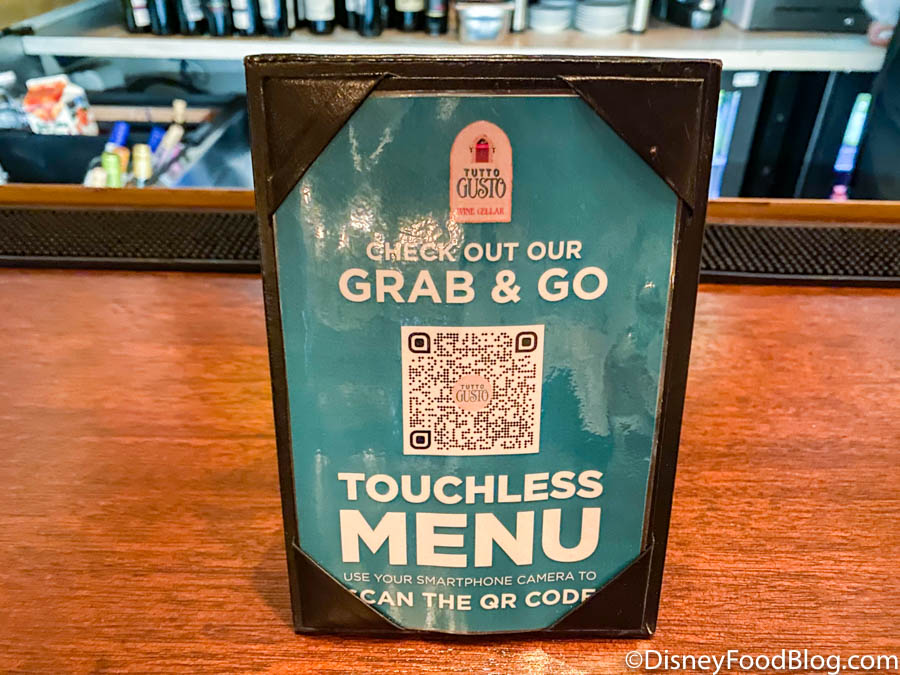 TUTTO
GUSTO
WINE CELLAR
CHECK OUT OUR
GRAB & GO
TUTTO
GUSTO
TOUCHLESS
MENU
USE YOUR SMARTPHONE CAMERA TO
SCAN THE QR CODE
©DisneyFoodBlog.com